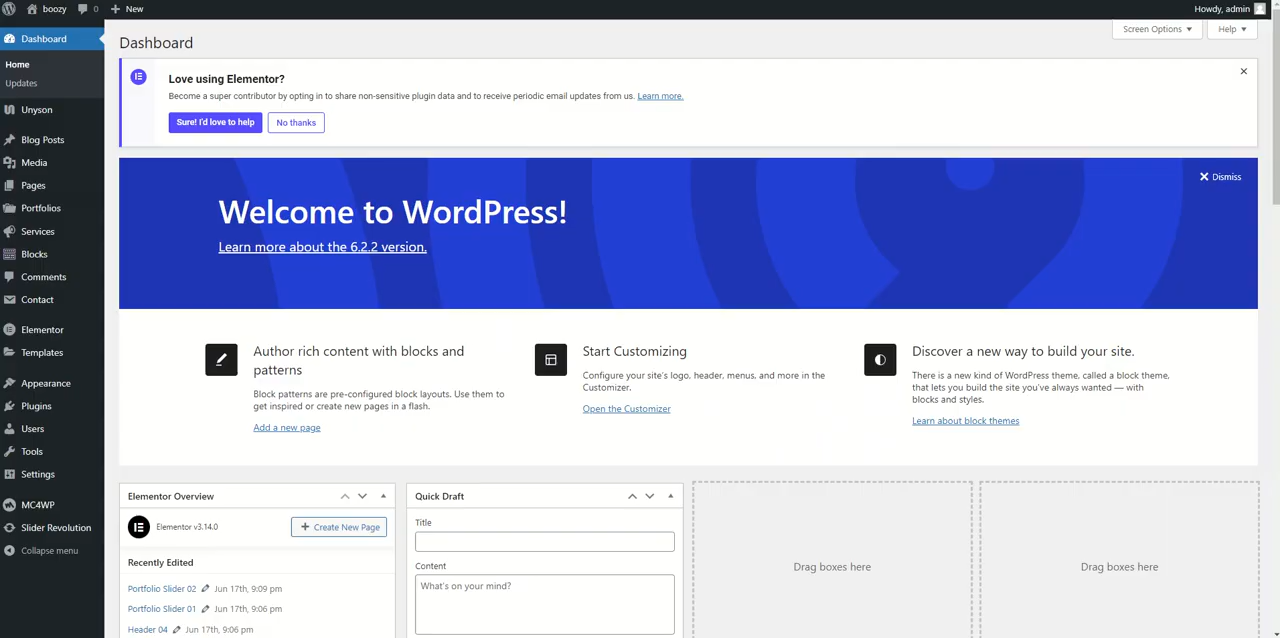 boozy 0 + New
Howdy, admin
Dashboard
Home
Updates
Unyson
Blog Posts
Media
Pages
Portfolios
Services
Blocks
Comments
Contact
Elementor
Templates
Appearance
Plugins
Users
Tools
Settings
MC4WP
Slider Revolution
Collapse menu
Dashboard
Screen Options ▼
Help ▼
Love using Elementor?
Become a super contributor by opting in to share non-sensitive plugin data and to receive periodic email updates from us. Learn more.
Sure! I'd love to help
No thanks
Dismiss
Welcome to WordPress!
Learn more about the 6.2.2 version.
Author rich content with blocks and
patterns
Block patterns are pre-configured block layouts. Use them to
get inspired or create new pages in a flash.
Add a new page
Start Customizing
Configure your site's logo, header, menus, and more in the
Customizer.
Open the Customizer
Discover a new way to build your site.
There is a new kind of WordPress theme, called a block theme,
that lets you build the site you've always wanted — with
blocks and styles.
Learn about block themes
Elementor Overview
Elementor v3.14.0
+ Create New Page
Recently Edited
Portfolio Slider 02 Jun 17th, 9:09 pm
Portfolio Slider 01 Jun 17th, 9:06 pm
Header 04 Jun 17th, 9:06 pm
Quick Draft
Title
Content
What's on your mind?
Drag boxes here
Drag boxes here